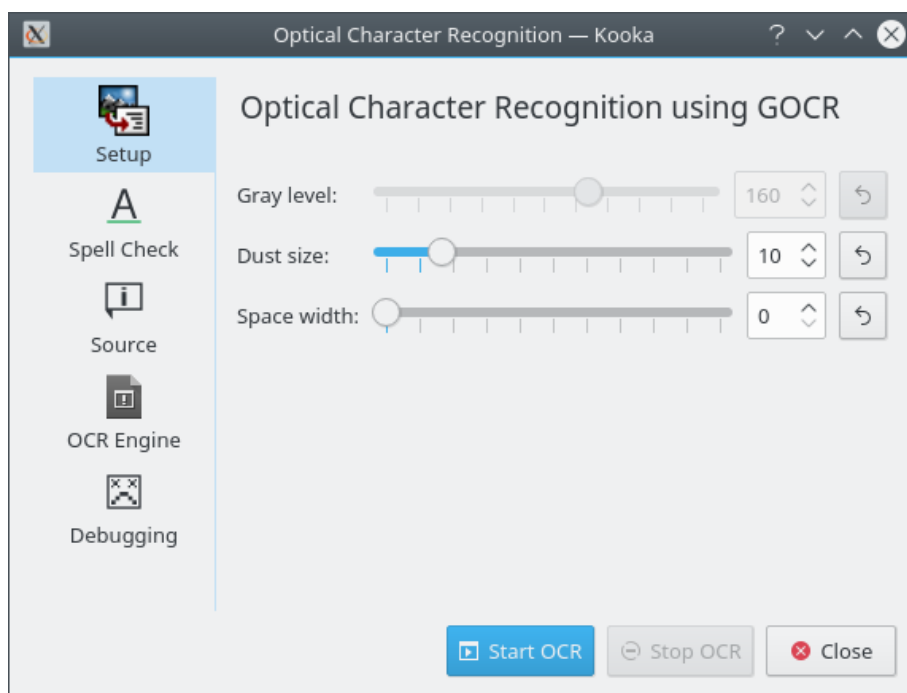 Optical Character Recognition — Kooka
Setup
Spell Check
Source
OCR Engine
Debugging
Optical Character Recognition using GOCR
Gray level: 160
Dust size: 10
Space width: 0
Start OCR Stop OCR Close